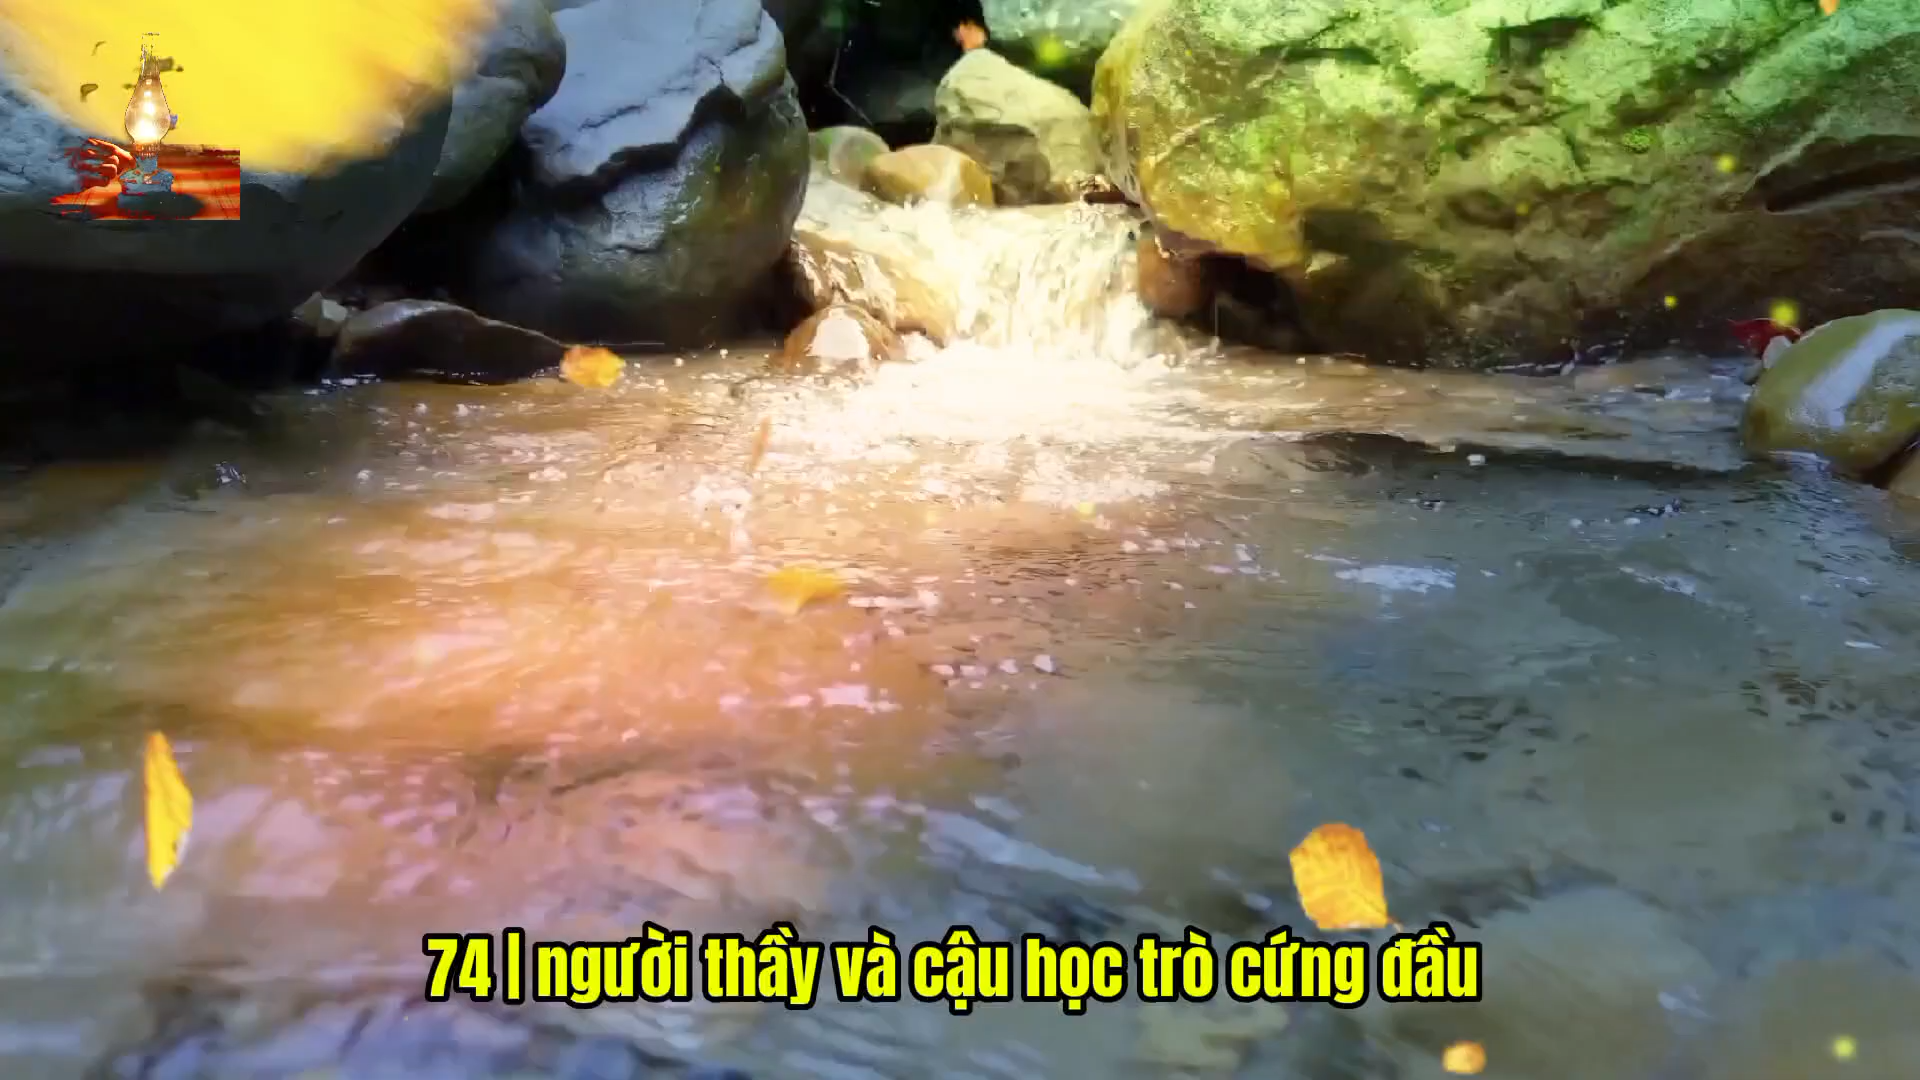 74 | người thầy và cậu học trò cứng đầu